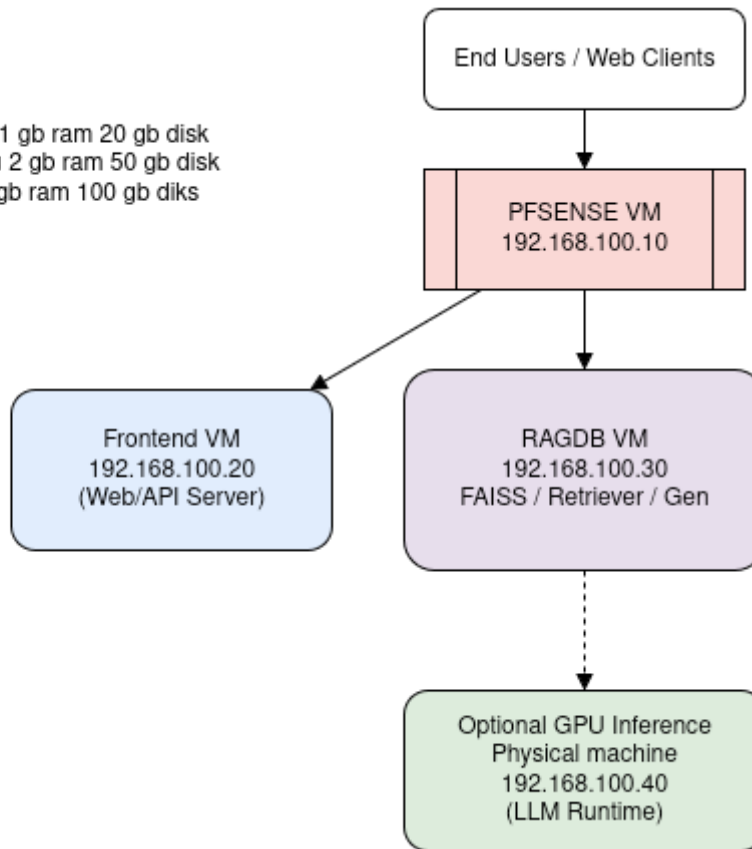 End Users / Web Clients
1 gb ram 20 gb disk
2 gb ram 50 gb disk
gb ram 100 gb diks
PFSENSE VM
192.168.100.10
Frontend VM
192.168.100.20
(Web/API Server)
RAGDB VM
192.168.100.30
FAISS / Retriever / Gen
Optional GPU Inference
Physical machine
192.168.100.40
(LLM Runtime)